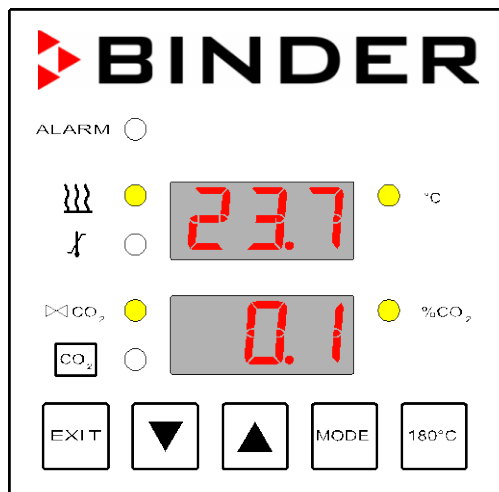 BINDER
ALARM
23.7 °C
CO₂ 0.1 %CO₂
CO₂
EXIT ▼ ▲ MODE 180°C